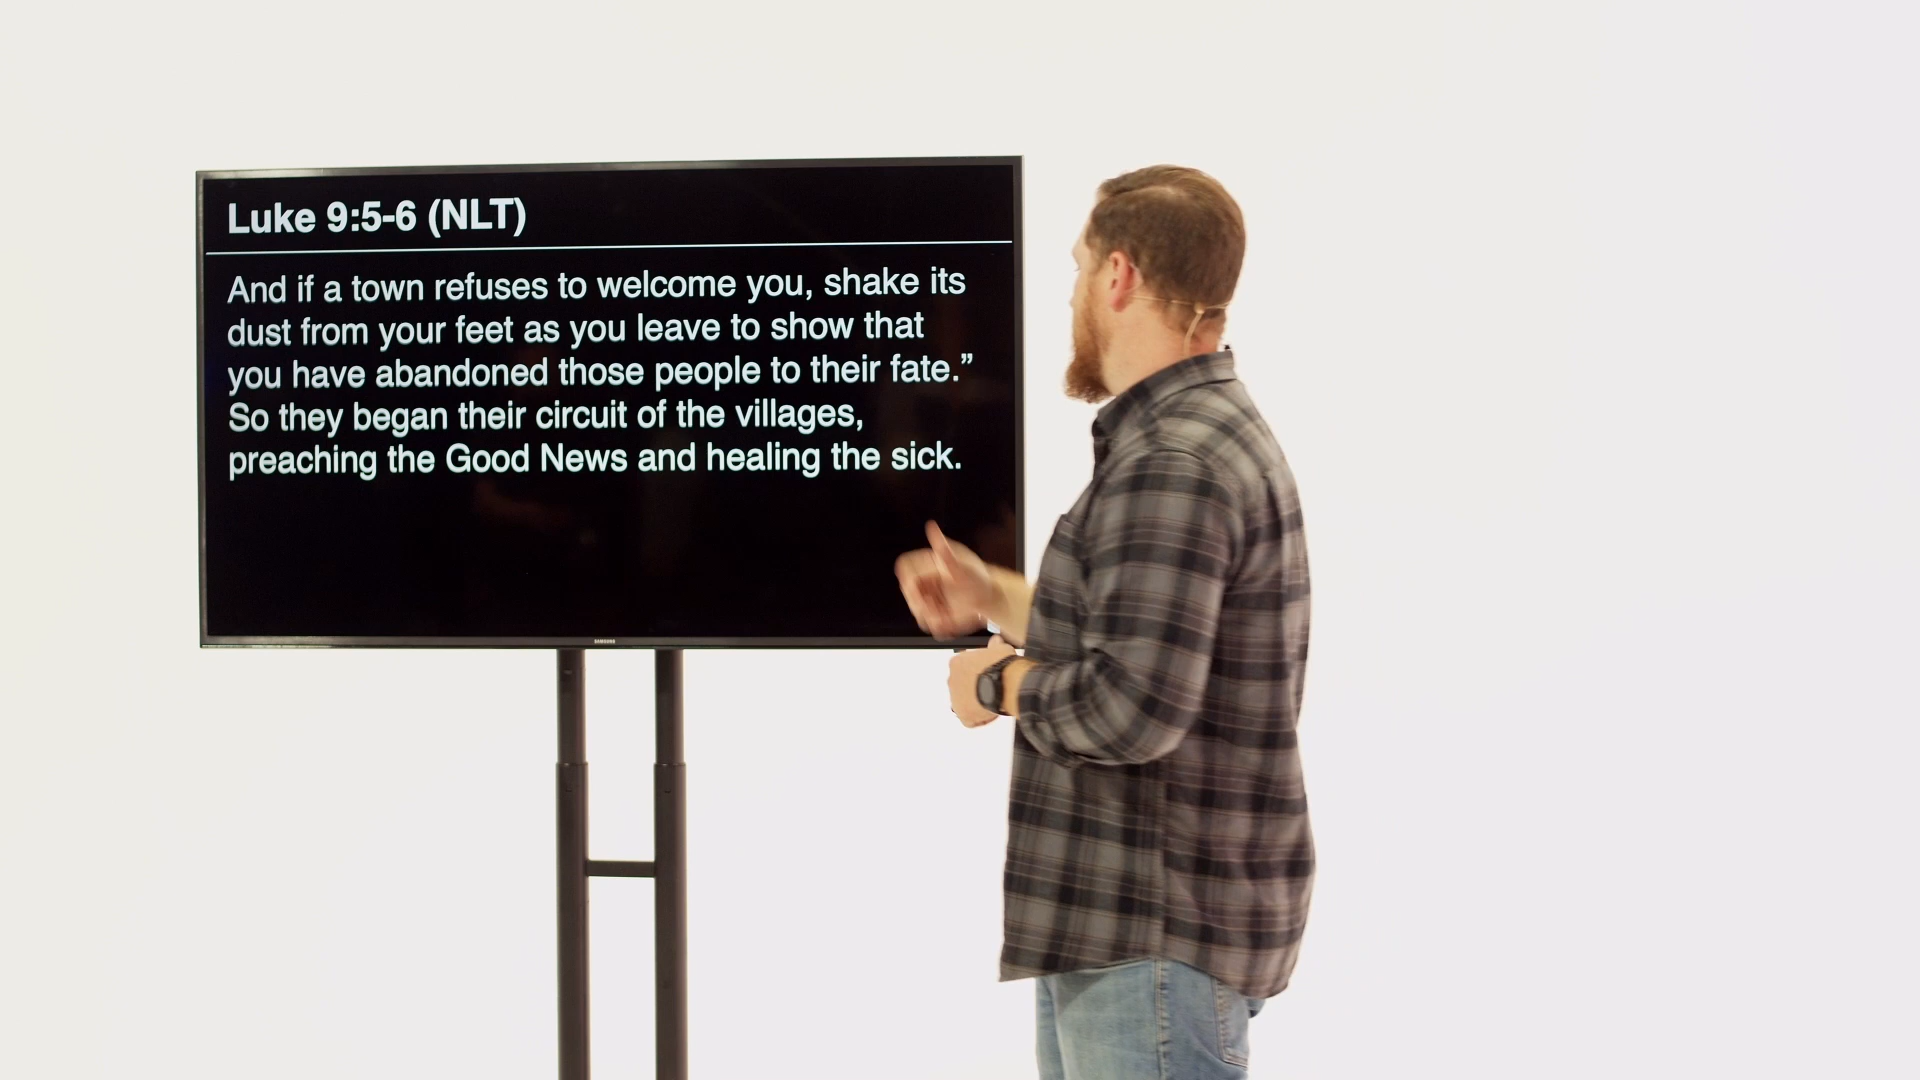 Luke 9:5-6 (NLT)
And if a town refuses to welcome you, shake its
dust from your feet as you leave to show that
you have abandoned those people to their fate.”
So they began their circuit of the villages,
preaching the Good News and healing the sick.
SAMSUNG